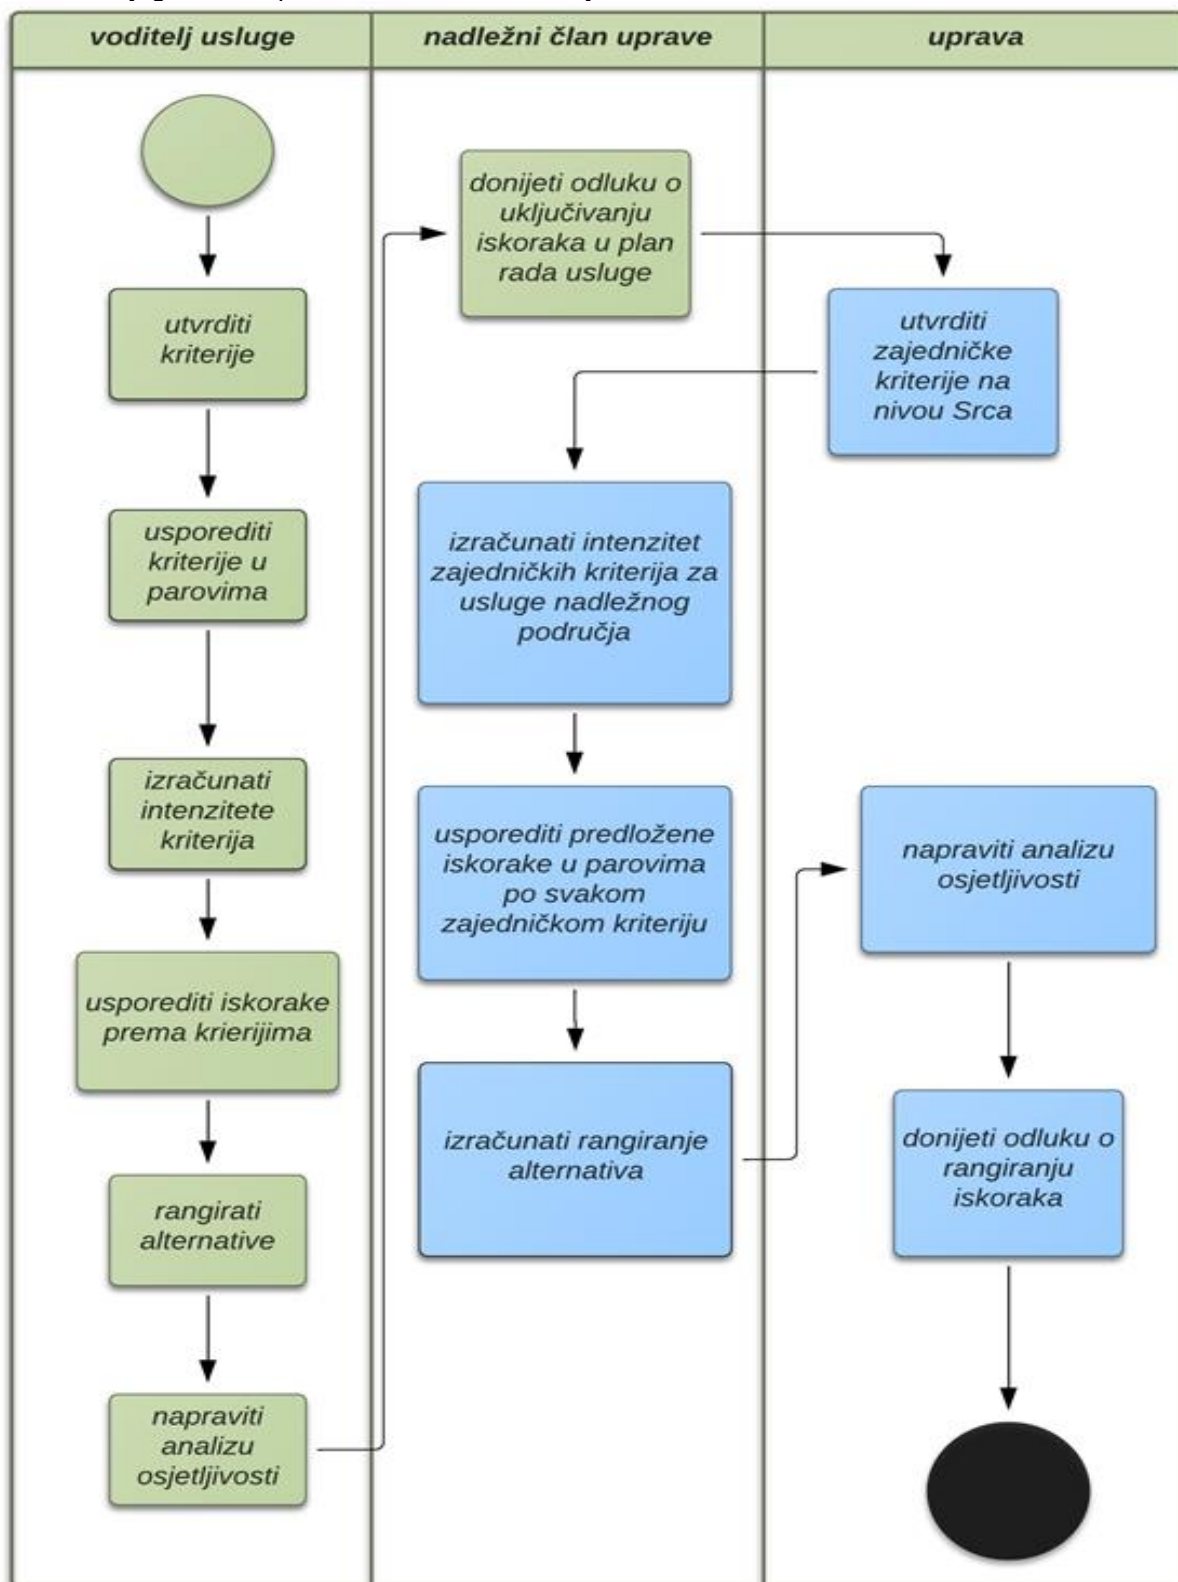 voditelj usluge
nadležni član uprave
uprava
utvrditi
kriterije
usporediti
kriterije u
parovima
izračunati
intenzitete
kriterija
usporediti iskorake
prema krierijima
rangirati
alternative
napraviti
analizu
osjetljivosti
donijeti odluku o
uključivanju
iskoraka u plan
rada usluge
utvrditi
zajedničke
kriterije na
nivou Srca
izračunati intenzitet
zajedničkih kriterija za
usluge nadležnog
područja
usporediti predložene
iskorake u parovima
po svakom
zajedničkom kriteriju
izračunati rangiranje
alternativa
napraviti analizu
osjetljivosti
donijeti odluku o
rangiranju
iskoraka